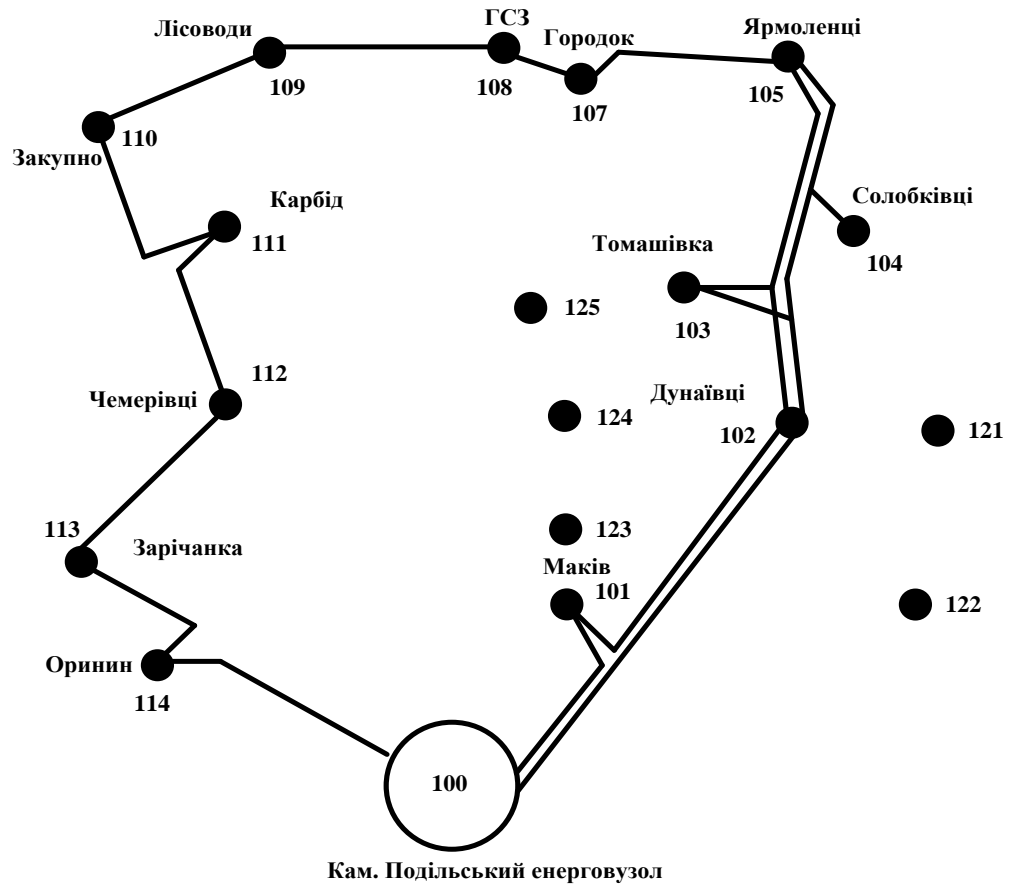 ГСЗ
Ярмоленці
Лісоводи
Городок
109
108
105
107
110
Закупно
Карбід
Солобківці
111
Томашівка
104
125
103
112
Дунаївці
Чемерівці
124
102
121
113
123
Зарічанка
Маків
101
122
Оринин
114
100
Кам. Подільський енерговузол